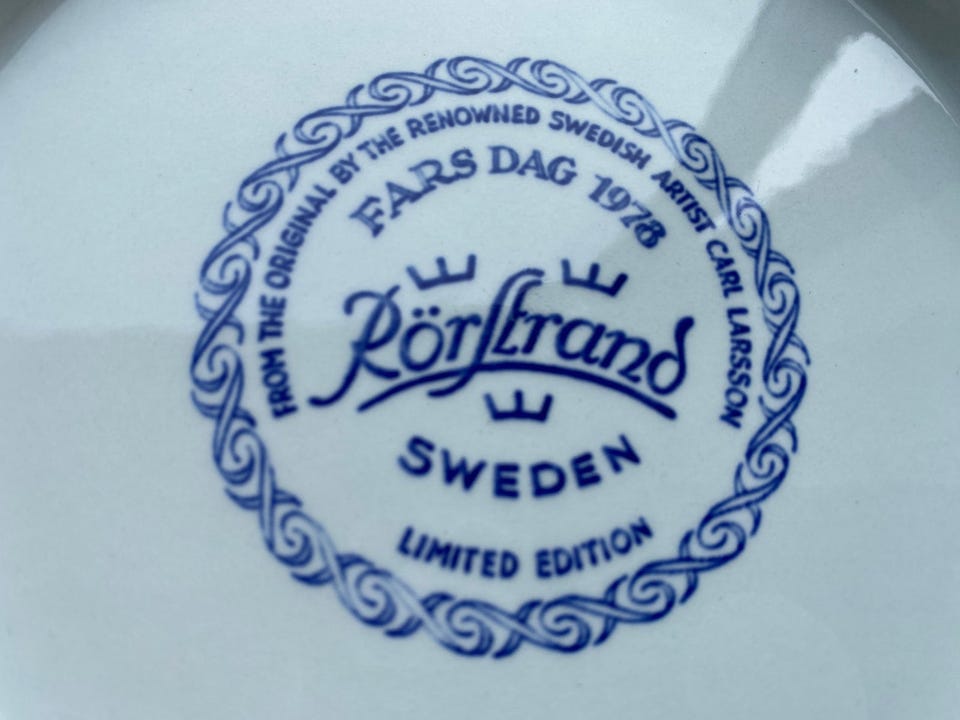 FROM THE ORIGINAL BY THE RENOWNED SWEDISH ARTIST CARL LARSSON
FARS DAG 1978
Rörstrand
SWEDEN
LIMITED EDITION